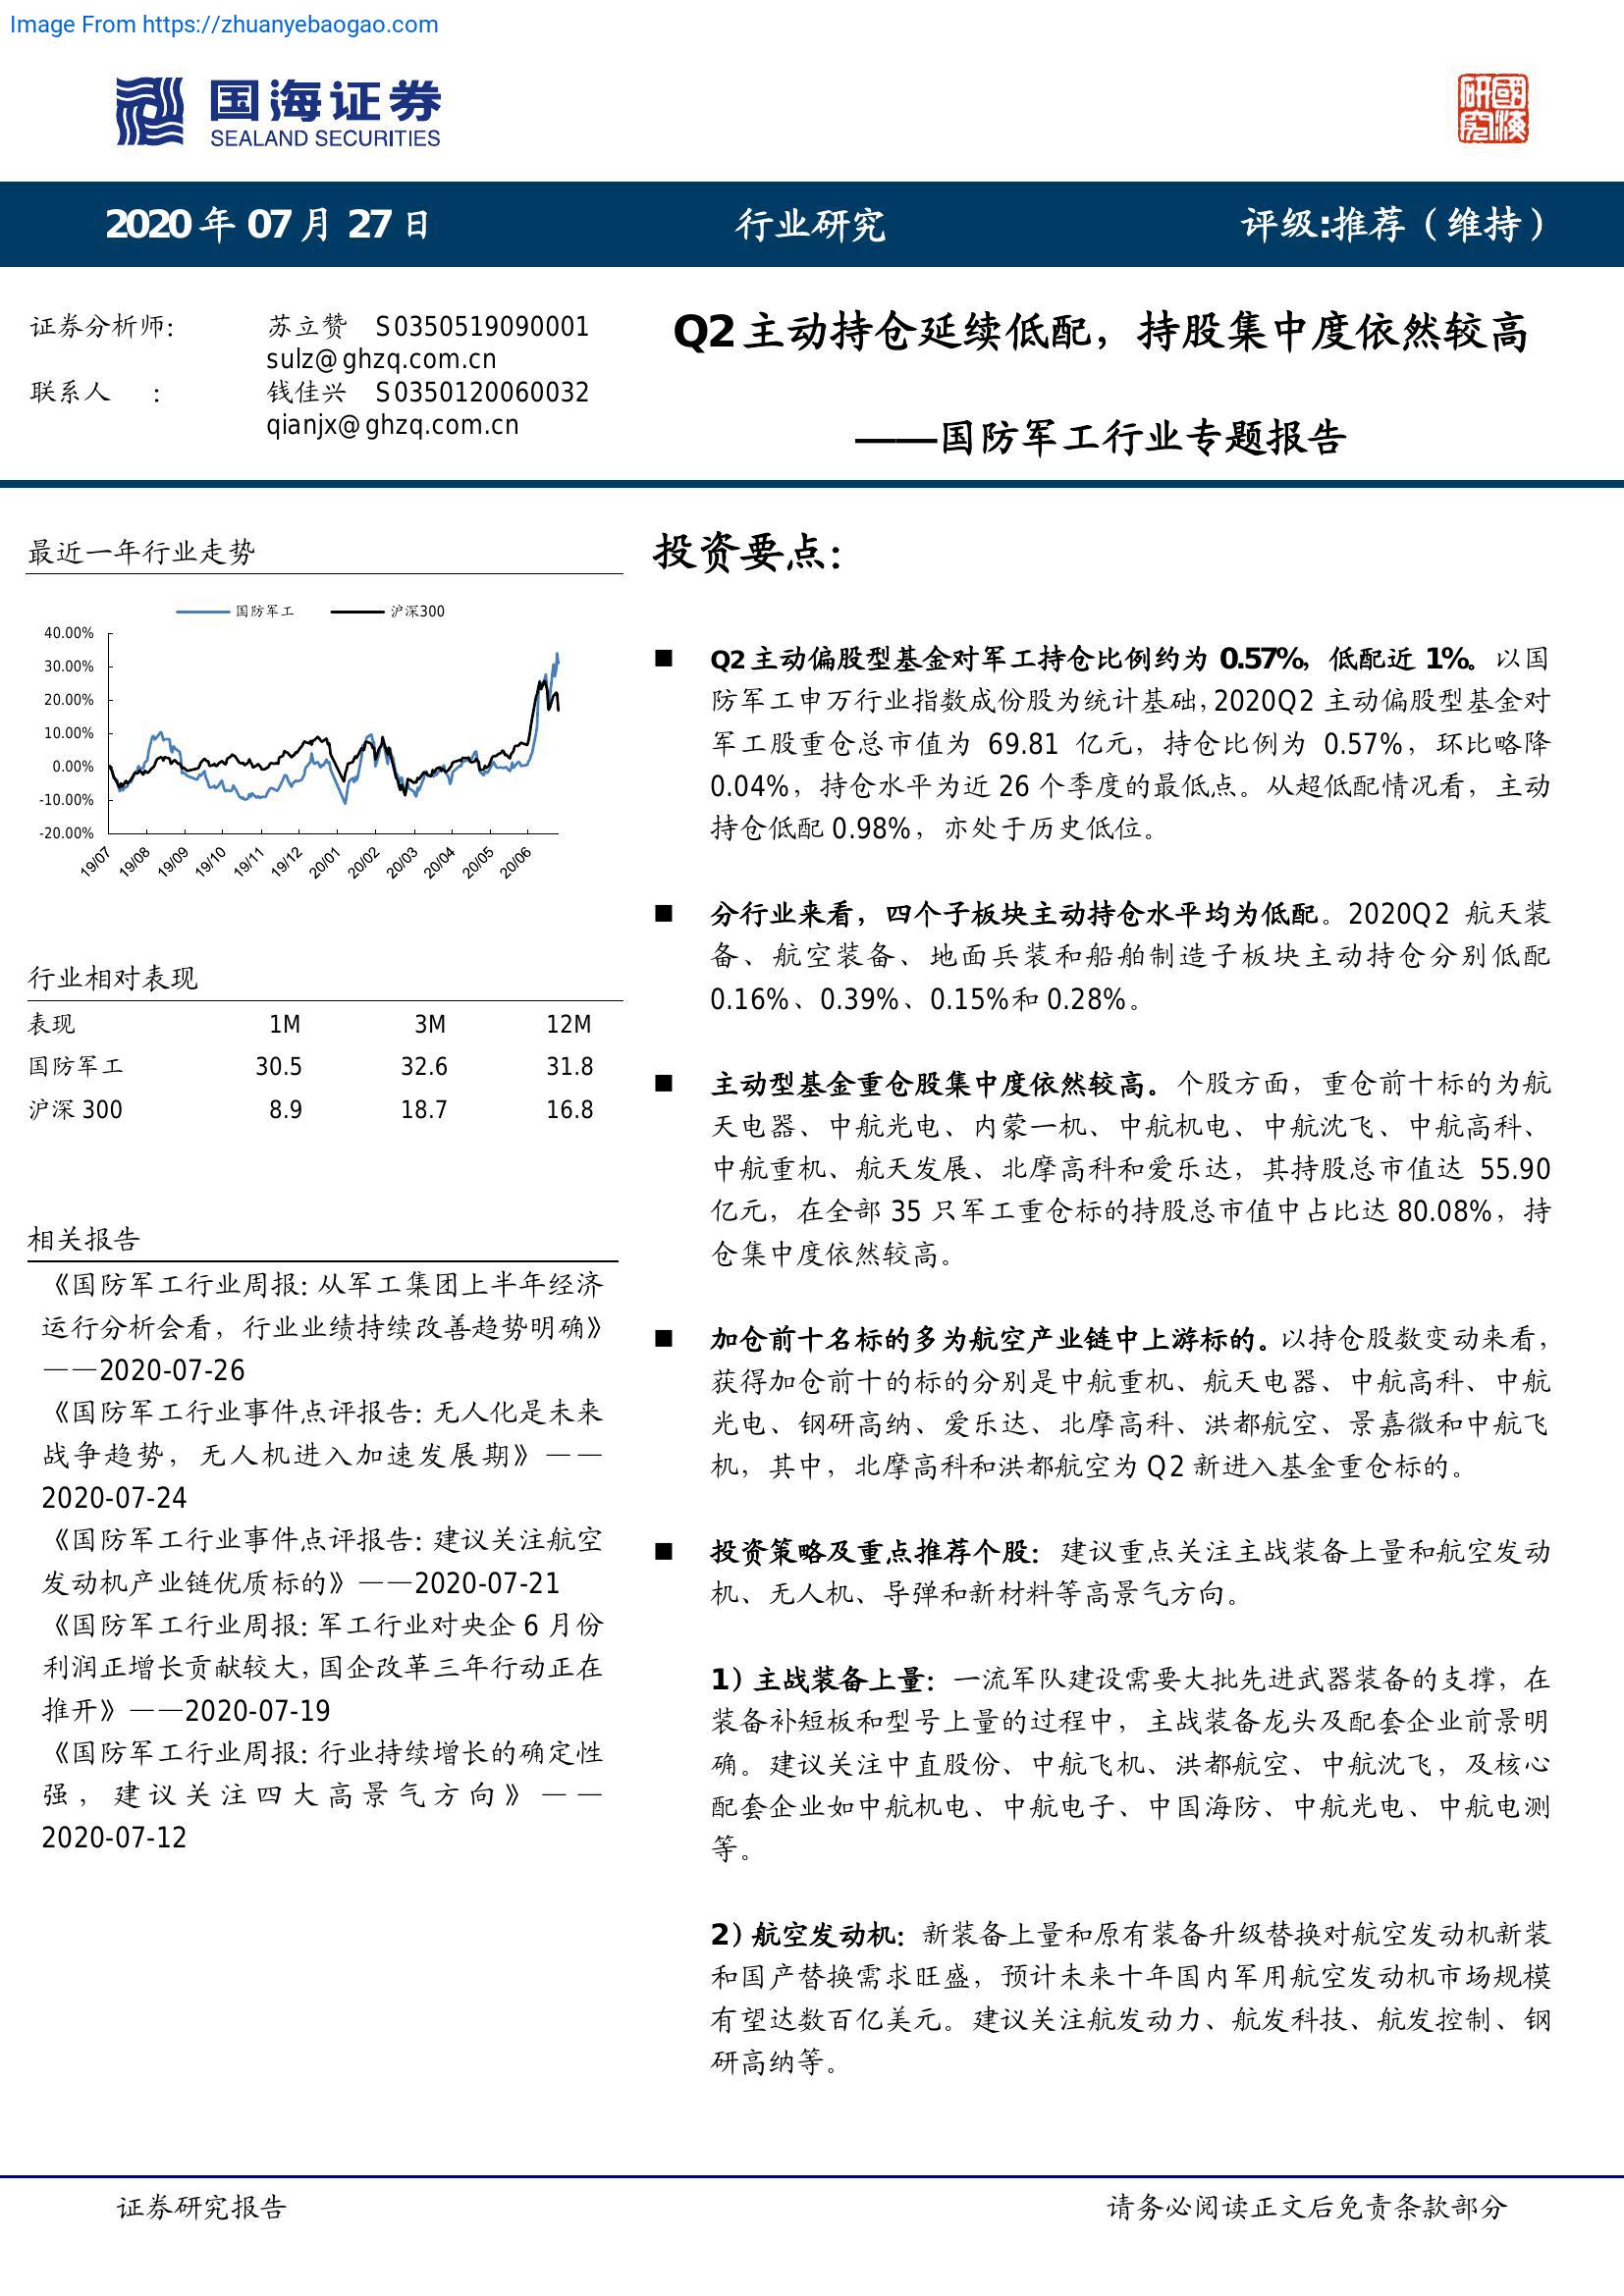 Image From https://zhuanyebaogao.com
国海证券
SEALAND SECURITIES
研究 國海
2020 年 07 月 27 日
行业研究
评级:推荐（维持）
证券分析师： 苏立赞 S0350519090001
sulz@ghzq.com.cn
联系人 ： 钱佳兴 S0350120060032
qianjx@ghzq.com.cn
Q2 主动持仓延续低配，持股集中度依然较高
——国防军工行业专题报告
最近一年行业走势
国防军工 沪深300
40.00%
30.00%
20.00%
10.00%
0.00%
-10.00%
-20.00%
19/07 19/08 19/09 19/10 19/11 19/12 20/01 20/02 20/03 20/04 20/05 20/06
行业相对表现
表现 1M 3M 12M
国防军工 30.5 32.6 31.8
沪深 300 8.9 18.7 16.8
相关报告
《国防军工行业周报：从军工集团上半年经济
运行分析会看，行业业绩持续改善趋势明确》
——2020-07-26
《国防军工行业事件点评报告：无人化是未来
战争趋势，无人机进入加速发展期》——
2020-07-24
《国防军工行业事件点评报告：建议关注航空
发动机产业链优质标的》——2020-07-21
《国防军工行业周报：军工行业对央企 6 月份
利润正增长贡献较大，国企改革三年行动正在
推开》——2020-07-19
《国防军工行业周报：行业持续增长的确定性
强，建议关注四大高景气方向》——
2020-07-12
投资要点：
■ Q2 主动偏股型基金对军工持仓比例约为 0.57%，低配近 1%。以国
防军工申万行业指数成份股为统计基础，2020Q2 主动偏股型基金对
军工股重仓总市值为 69.81 亿元，持仓比例为 0.57%，环比略降
0.04%，持仓水平为近 26 个季度的最低点。从超低配情况看，主动
持仓低配 0.98%，亦处于历史低位。
■ 分行业来看，四个子板块主动持仓水平均为低配。2020Q2 航天装
备、航空装备、地面兵装和船舶制造子板块主动持仓分别低配
0.16%、0.39%、0.15%和 0.28%。
■ 主动型基金重仓股集中度依然较高。个股方面，重仓前十标的为航
天电器、中航光电、内蒙一机、中航机电、中航沈飞、中航高科、
中航重机、航天发展、北摩高科和爱乐达，其持股总市值达 55.90
亿元，在全部 35 只军工重仓标的持股总市值中占比达 80.08%，持
仓集中度依然较高。
■ 加仓前十名标的多为航空产业链中上游标的。以持仓股数变动来看，
获得加仓前十的标的分别是中航重机、航天电器、中航高科、中航
光电、钢研高纳、爱乐达、北摩高科、洪都航空、景嘉微和中航飞
机，其中，北摩高科和洪都航空为 Q2 新进入基金重仓标的。
■ 投资策略及重点推荐个股：建议重点关注主战装备上量和航空发动
机、无人机、导弹和新材料等高景气方向。
1）主战装备上量：一流军队建设需要大批先进武器装备的支撑，在
装备补短板和型号上量的过程中，主战装备龙头及配套企业前景明
确。建议关注中直股份、中航飞机、洪都航空、中航沈飞，及核心
配套企业如中航机电、中航电子、中国海防、中航光电、中航电测
等。
2）航空发动机：新装备上量和原有装备升级替换对航空发动机新装
和国产替换需求旺盛，预计未来十年国内军用航空发动机市场规模
有望达数百亿美元。建议关注航发动力、航发科技、航发控制、钢
研高纳等。
证券研究报告
请务必阅读正文后免责条款部分